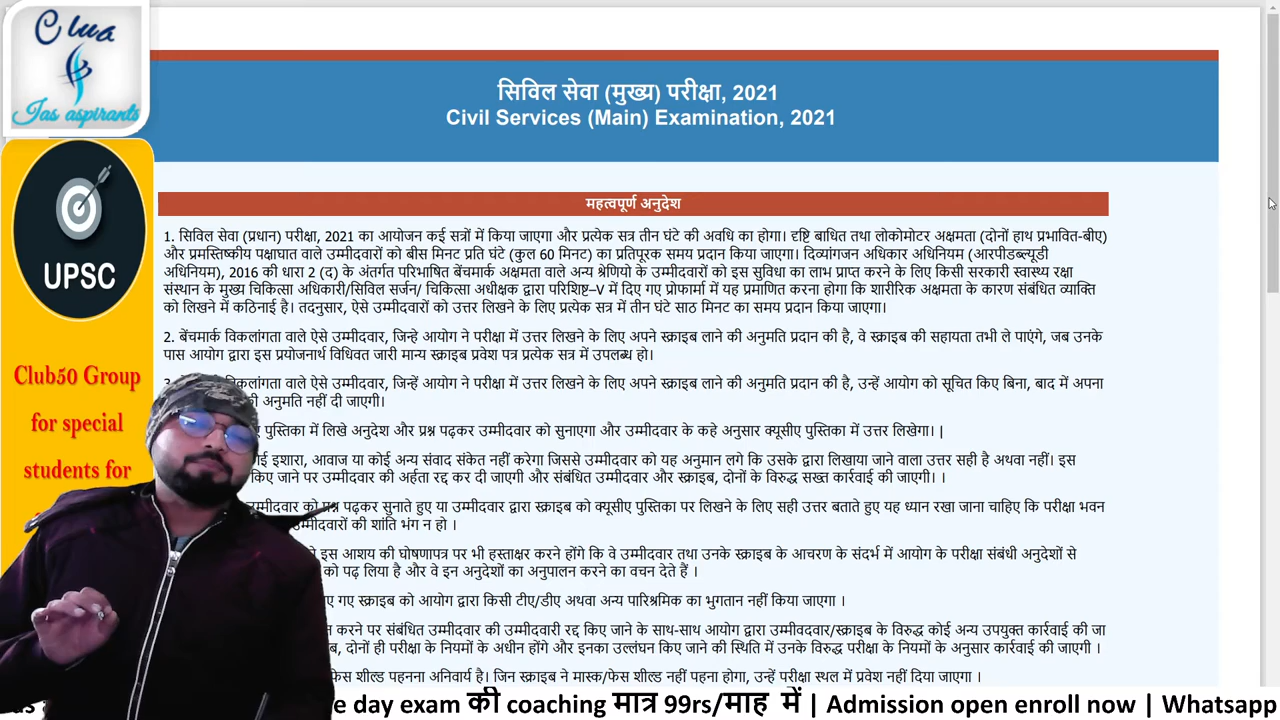 Clua
Ias aspirants
UPSC
Club50 Group
for special
students for
सिविल सेवा (मुख्य) परीक्षा, 2021
Civil Services (Main) Examination, 2021
महत्वपूर्ण अनुदेश
1. सिविल सेवा (प्रधान) परीक्षा, 2021 का आयोजन कई सत्रों में किया जाएगा और प्रत्येक सत्र तीन घंटे की अवधि का होगा। दृष्टि बाधित तथा लोकोमोटर अक्षमता (दोनों हाथ प्रभावित-बीए)
और प्रमस्तिष्कीय पक्षाघात वाले उम्मीदवारों को बीस मिनट प्रति घंटे (कुल 60 मिनट) का प्रतिपूरक समय प्रदान किया जाएगा। दिव्यांगजन अधिकार अधिनियम (आरपीडब्ल्यूडी
अधिनियम), 2016 की धारा 2 (द) के अंतर्गत परिभाषित बेंचमार्क अक्षमता वाले अन्य श्रेणियो के उम्मीदवारों को इस सुविधा का लाभ प्राप्त करने के लिए किसी सरकारी स्वास्थ्य रक्षा
संस्थान के मुख्य चिकित्सा अधिकारी/सिविल सर्जन/ चिकित्सा अधीक्षक द्वारा परिशिष्ट–V में दिए गए प्रोफार्मा में यह प्रमाणित करना होगा कि शारीरिक अक्षमता के कारण संबंधित व्यक्ति
को लिखने में कठिनाई है। तदनुसार, ऐसे उम्मीदवारों को उत्तर लिखने के लिए प्रत्येक सत्र में तीन घंटे साठ मिनट का समय प्रदान किया जाएगा।
2. बेंचमार्क विकलांगता वाले ऐसे उम्मीदवार, जिन्हे आयोग ने परीक्षा में उत्तर लिखने के लिए अपने स्क्राइब लाने की अनुमति प्रदान की है, वे स्क्राइब की सहायता तभी ले पाएंगे, जब उनके
पास आयोग द्वारा इस प्रयोजनार्थ विधिवत जारी मान्य स्क्राइब प्रवेश पत्र प्रत्येक सत्र में उपलब्ध हो।
विकलांगता वाले ऐसे उम्मीदवार, जिन्हें आयोग ने परीक्षा में उत्तर लिखने के लिए अपने स्क्राइब लाने की अनुमति प्रदान की है, उन्हें आयोग को सूचित किए बिना, बाद में अपना
अनुमति नहीं दी जाएगी।
पुस्तिका में लिखे अनुदेश और प्रश्न पढ़कर उम्मीदवार को सुनाएगा और उम्मीदवार के कहे अनुसार क्यूसीए पुस्तिका में उत्तर लिखेगा। |
इशारा, आवाज या कोई अन्य संवाद संकेत नहीं करेगा जिससे उम्मीदवार को यह अनुमान लगे कि उसके द्वारा लिखाया जाने वाला उत्तर सही है अथवा नहीं। इस
किए जाने पर उम्मीदवार की अर्हता रद्द कर दी जाएगी और संबंधित उम्मीदवार और स्क्राइब, दोनों के विरुद्ध सख्त कार्रवाई की जाएगी। ।
को प्रश्न पढ़कर सुनाते हुए या उम्मीदवार द्वारा स्क्राइब को क्यूसीए पुस्तिका पर लिखने के लिए सही उत्तर बताते हुए यह ध्यान रखा जाना चाहिए कि परीक्षा भवन
उम्मीदवारों की शांति भंग न हो ।
इस आशय की घोषणापत्र पर भी हस्ताक्षर करने होंगे कि वे उम्मीदवार तथा उनके स्क्राइब के आचरण के संदर्भ में आयोग के परीक्षा संबंधी अनुदेशों से
को पढ़ लिया है और वे इन अनुदेशों का अनुपालन करने का वचन देते हैं ।
गए स्क्राइब को आयोग द्वारा किसी टीए/डीए अथवा अन्य पारिश्रमिक का भुगतान नहीं किया जाएगा ।
करने पर संबंधित उम्मीदवार की उम्मीदवारी रद्द किए जाने के साथ-साथ आयोग द्वारा उम्मीवदवार/स्क्राइब के विरुद्ध कोई अन्य उपयुक्त कार्रवाई की जा
दोनों ही परीक्षा के नियमों के अधीन होंगे और इनका उल्लंघन किए जाने की स्थिति में उनके विरुद्ध परीक्षा के नियमों के अनुसार कार्रवाई की जाएगी ।
शील्ड पहनना अनिवार्य है। जिन स्क्राइब ने मास्क/फेस शील्ड नहीं पहना होगा, उन्हें परीक्षा स्थल में प्रवेश नहीं दिया जाएगा ।
e day exam की coaching मात्र 99rs/माह में | Admission open enroll now | Whatsapp